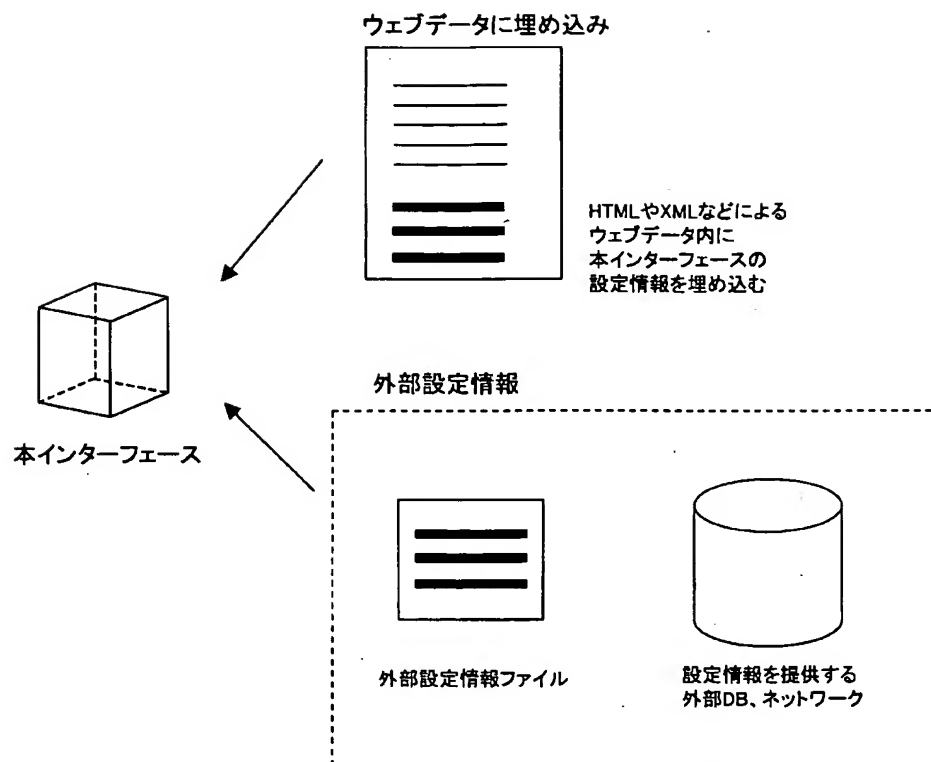 ウェブデータに埋め込み
HTMLやXMLなどによる
ウェブデータ内に
本インターフェースの
設定情報を埋め込む
本インターフェース
外部設定情報
外部設定情報ファイル
設定情報を提供する
外部DB、ネットワーク